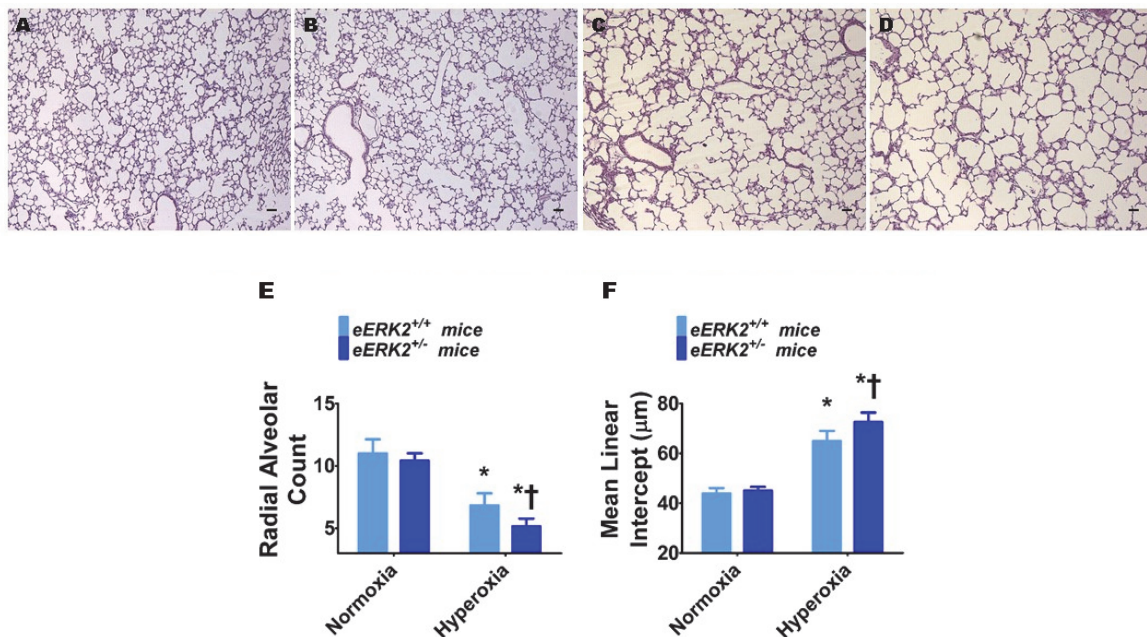 A B C D
E F
eERK2+/+ mice
eERK2+/- mice
eERK2+/+ mice
eERK2+/- mice
Radial Alveolar
Count
15
10
5
*
*†
Normoxia
Hyperoxia
Mean Linear
Intercept (μm)
80
60
40
20
*
*†
Normoxia
Hyperoxia